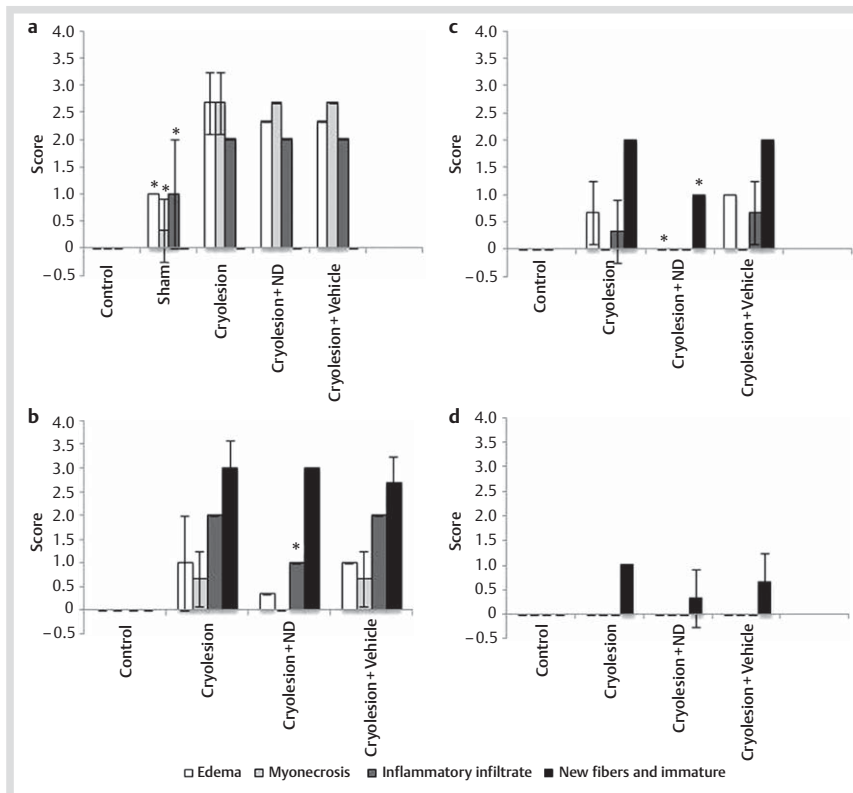 a
4.0
3.5
3.0
2.5
2.0
1.5
1.0
0.5
0
– 0.5
Score
* * *
Control
Sham
Cryolesion
Cryolesion + ND
Cryolesion + Vehicle
b
4.0
3.5
3.0
2.5
2.0
1.5
1.0
0.5
0
– 0.5
Score
*
Control
Cryolesion
Cryolesion + ND
Cryolesion + Vehicle
c
4.0
3.5
3.0
2.5
2.0
1.5
1.0
0.5
0
– 0.5
Score
* *
Control
Cryolesion
Cryolesion + ND
Cryolesion + Vehicle
d
4.0
3.5
3.0
2.5
2.0
1.5
1.0
0.5
0
– 0.5
Score
Control
Cryolesion
Cryolesion + ND
Cryolesion + Vehicle
Edema Myonecrosis Inflammatory infiltrate New fibers and immature